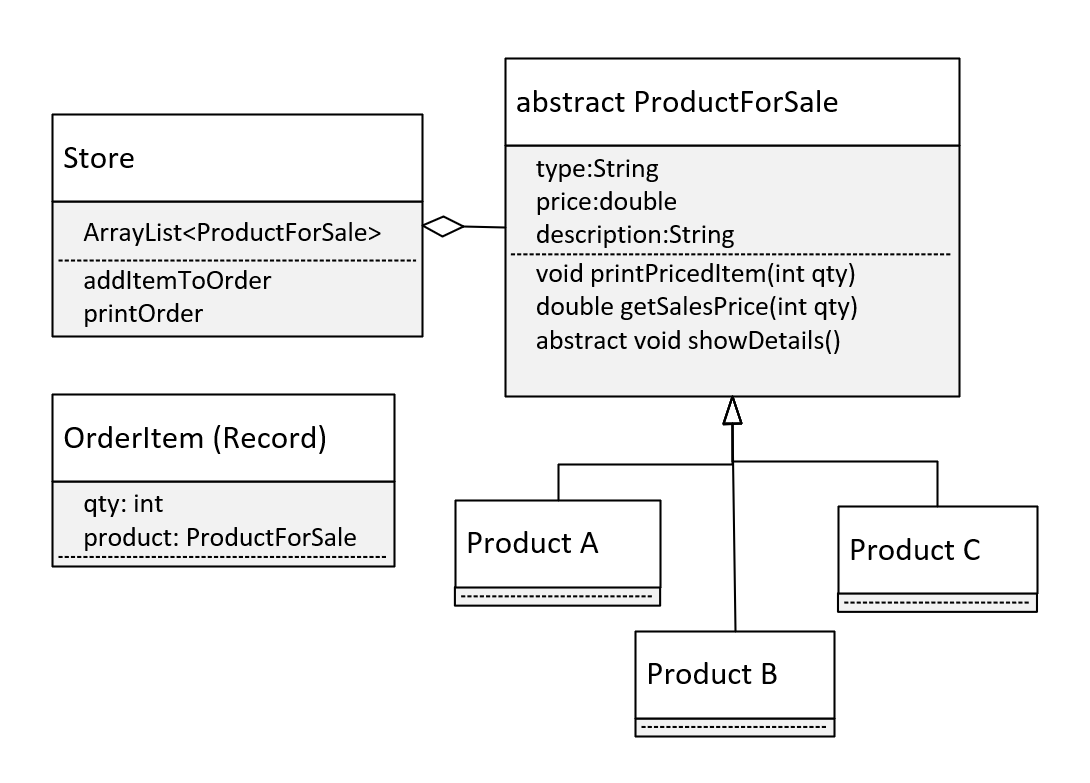 Store
ArrayList<ProductForSale>
addItemToOrder
printOrder
abstract ProductForSale
type:String
price:double
description:String
void printPricedItem(int qty)
double getSalesPrice(int qty)
abstract void showDetails()
OrderItem (Record)
qty: int
product: ProductForSale
Product A
Product B
Product C